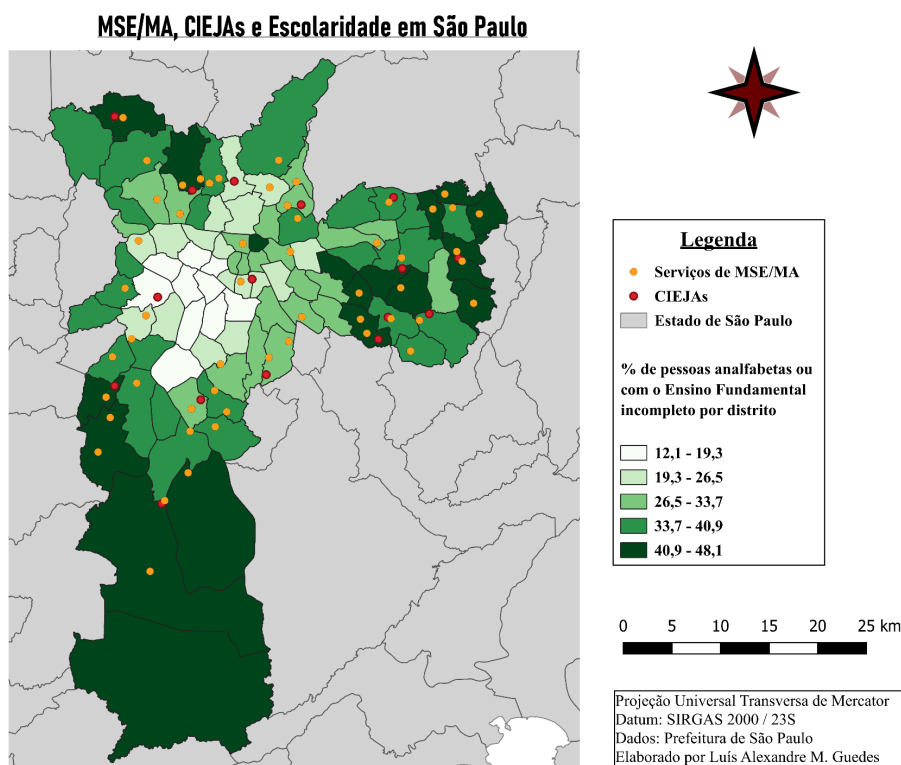 MSE/MA, CIEJAs e Escolaridade em São Paulo
Legenda
Serviços de MSE/MA
CIEJAs
Estado de São Paulo
% de pessoas analfabetas ou
com o Ensino Fundamental
incompleto por distrito
12,1 - 19,3
19,3 - 26,5
26,5 - 33,7
33,7 - 40,9
40,9 - 48,1
0 5 10 15 20 25 km
Projeção Universal Transversa de Mercator
Datum: SIRGAS 2000 / 23S
Dados: Prefeitura de São Paulo
Elaborado por Luís Alexandre M. Guedes